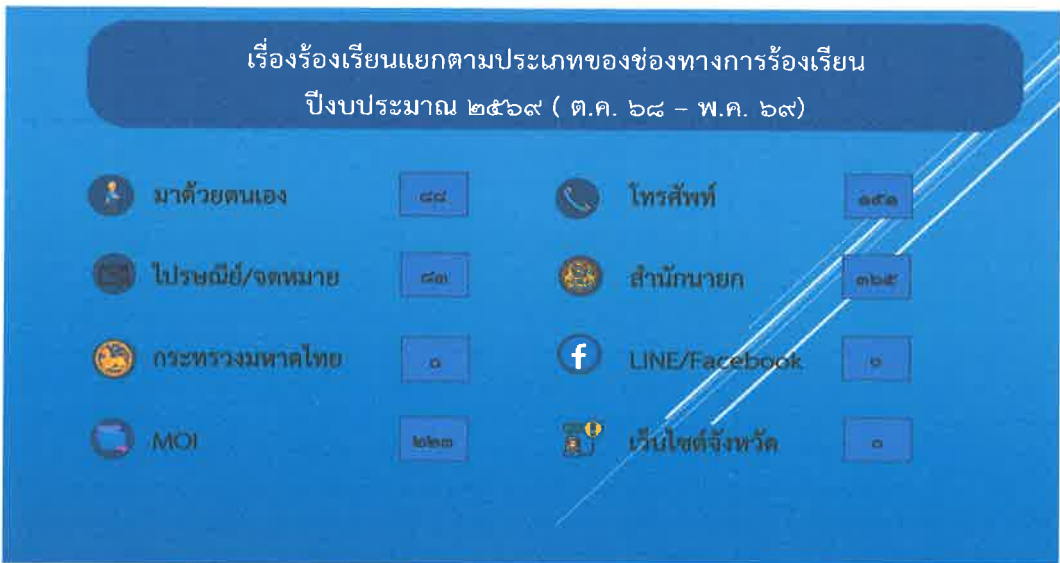 เรื่องร้องเรียนแยกตามประเภทของช่องทางการร้องเรียน
ปีงบประมาณ ๒๕๖๙ ( ต.ค. ๖๘ – พ.ค. ๖๙)
มาด้วยตนเอง ๘๘ โทรศัพท์ ๑๕๑
ไปรษณีย์/จดหมาย ๘๓ สำนักนายก ๓๖๕
กระทรวงมหาดไทย ๐ LINE/Facebook ๐
MOI ๒๒๓ เว็บไซต์จังหวัด ๐